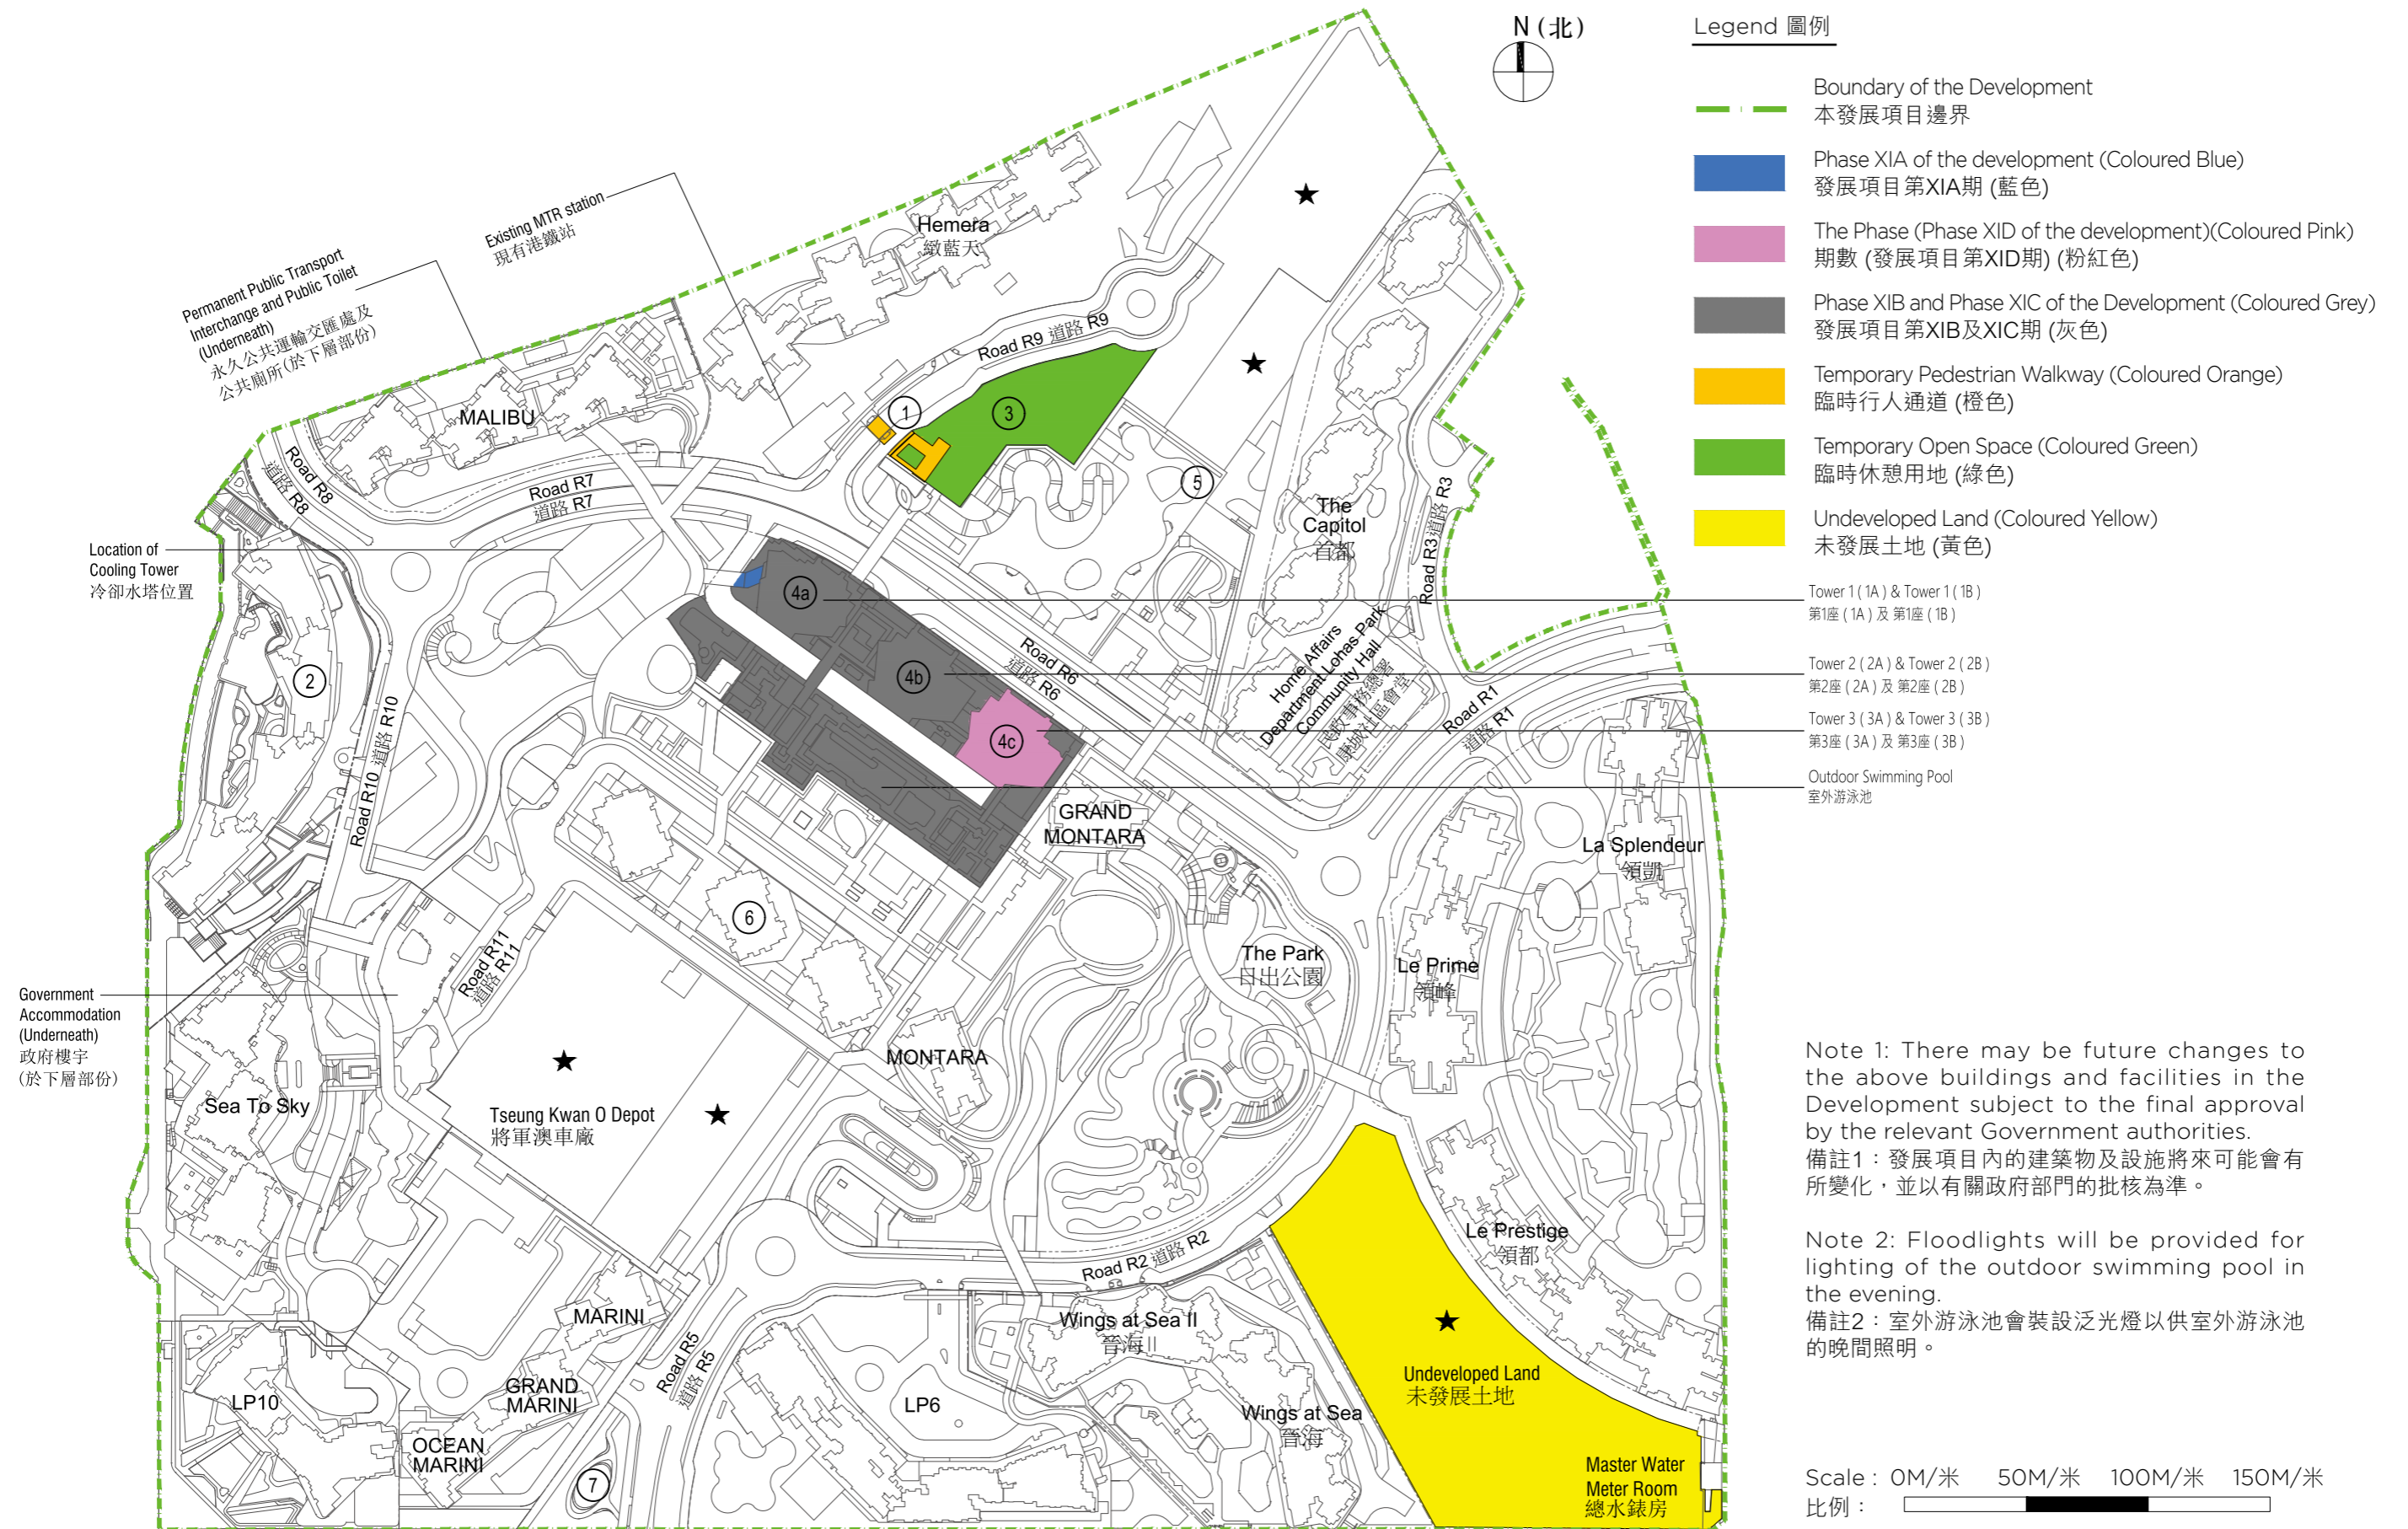 N (北)
Legend 圖例
Boundary of the Development
本發展項目邊界
Phase XIA of the development (Coloured Blue)
發展項目第XIA期 (藍色)
The Phase (Phase XID of the development)(Coloured Pink)
期數 (發展項目第XID期) (粉紅色)
Phase XIB and Phase XIC of the Development (Coloured Grey)
發展項目第XIB及XIC期 (灰色)
Temporary Pedestrian Walkway (Coloured Orange)
臨時行人通道 (橙色)
Temporary Open Space (Coloured Green)
臨時休憩用地 (綠色)
Undeveloped Land (Coloured Yellow)
未發展土地 (黃色)
Tower 1 ( 1A ) & Tower 1 ( 1B )
第1座 ( 1A ) 及 第1座 ( 1B )
Tower 2 ( 2A ) & Tower 2 ( 2B )
第2座 ( 2A ) 及 第2座 ( 2B )
Tower 3 ( 3A ) & Tower 3 ( 3B )
第3座 ( 3A ) 及 第3座 ( 3B )
Outdoor Swimming Pool
室外游泳池
Existing MTR station
現有港鐵站
Permanent Public Transport
Interchange and Public Toilet
(Underneath)
永久公共運輸交匯處及
公共廁所(於下層部份)
Hemera
緻藍天
MALIBU
Road R9 道路 R9
1
3
5
Road R8
道路 R8
Road R7
道路 R7
The
Capitol
首都
Road R3 道路 R3
Location of
Cooling Tower
冷卻水塔位置
2
4a
4b
4c
Road R6
道路 R6
Home Affairs
Department Lohas Park
Community Hall
民政事務總署
康城社區會堂
Road R1
道路 R1
Road R10 道路 R10
GRAND
MONTARA
La Splendeur
領凱
6
Road R11
道路 R11
The Park
日出公園
Le Prime
領峰
Government
Accommodation
(Underneath)
政府樓宇
(於下層部份)
MONTARA
Sea To Sky
Tseung Kwan O Depot
將軍澳車廠
Le Prestige
領都
Road R2 道路 R2
MARINI
Road R5
道路 R5
Wings at Sea II
晉海II
GRAND
MARINI
LP10
LP6
Wings at Sea
晉海
Undeveloped Land
未發展土地
OCEAN
MARINI
7
Master Water
Meter Room
總水錶房
Note 1: There may be future changes to
the above buildings and facilities in the
Development subject to the final approval
by the relevant Government authorities.
備註1：發展項目內的建築物及設施將來可能會有
所變化，並以有關政府部門的批核為準。
Note 2: Floodlights will be provided for
lighting of the outdoor swimming pool in
the evening.
備註2：室外游泳池會裝設泛光燈以供室外游泳池
的晚間照明。
Scale : 0M/米 50M/米 100M/米 150M/米
比例：